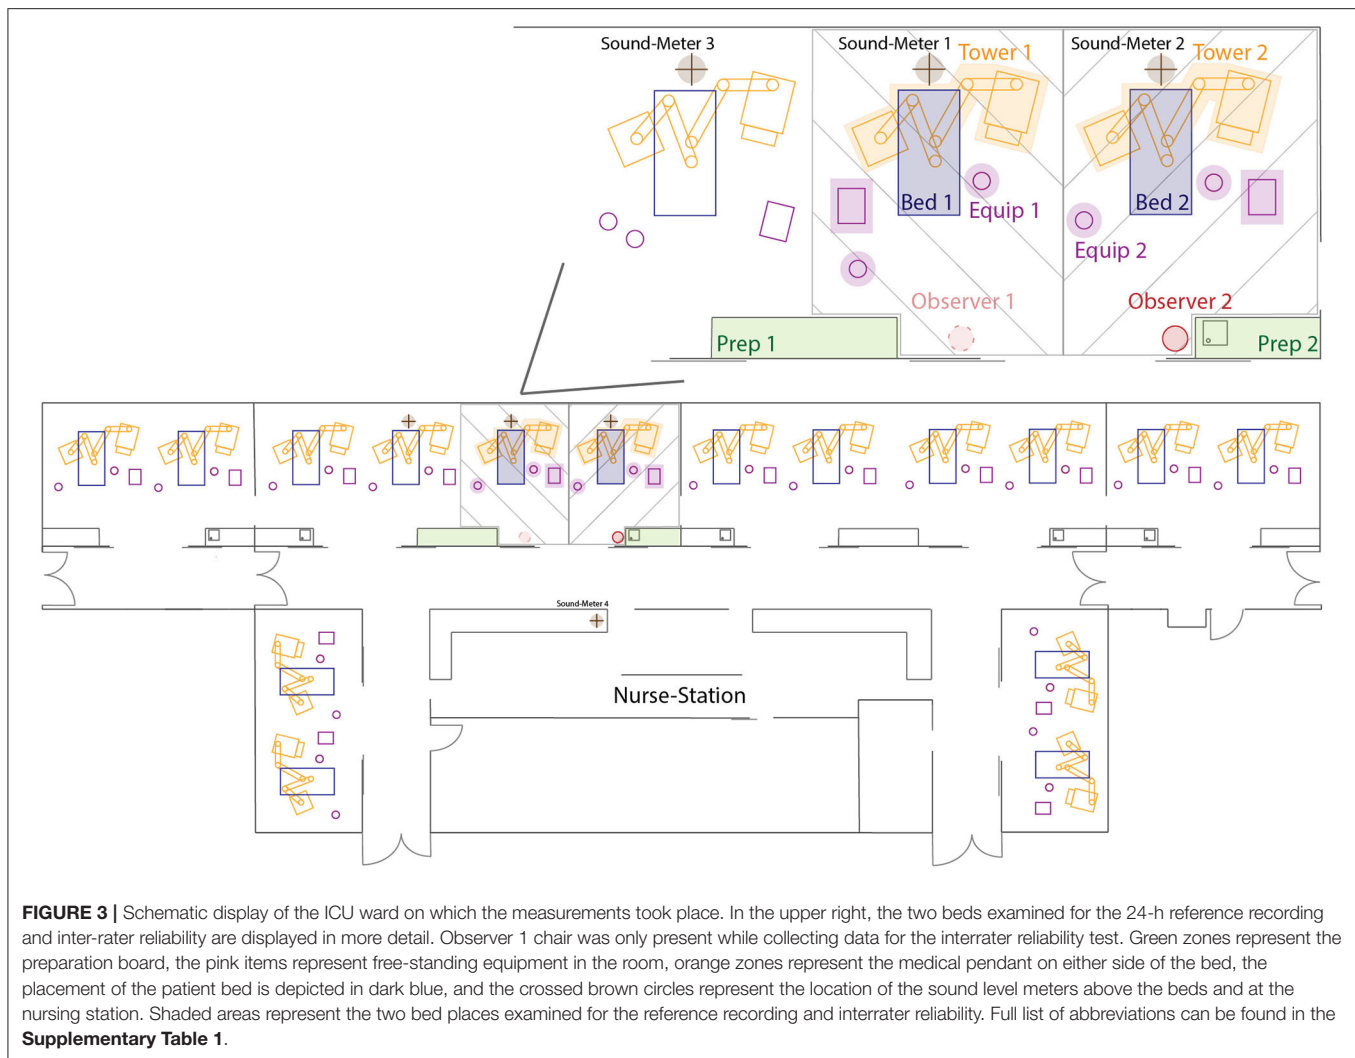 Sound-Meter 3
Sound-Meter 1
Tower 1
Sound-Meter 2
Tower 2
Bed 1
Equip 1
Bed 2
Equip 2
Observer 1
Observer 2
Prep 1
Prep 2
Sound-Meter 4
Nurse-Station
FIGURE 3 | Schematic display of the ICU ward on which the measurements took place. In the upper right, the two beds examined for the 24-h reference recording
and inter-rater reliability are displayed in more detail. Observer 1 chair was only present while collecting data for the interrater reliability test. Green zones represent the
preparation board, the pink items represent free-standing equipment in the room, orange zones represent the medical pendant on either side of the bed, the
placement of the patient bed is depicted in dark blue, and the crossed brown circles represent the location of the sound level meters above the beds and at the
nursing station. Shaded areas represent the two bed places examined for the reference recording and interrater reliability. Full list of abbreviations can be found in the
Supplementary Table 1.